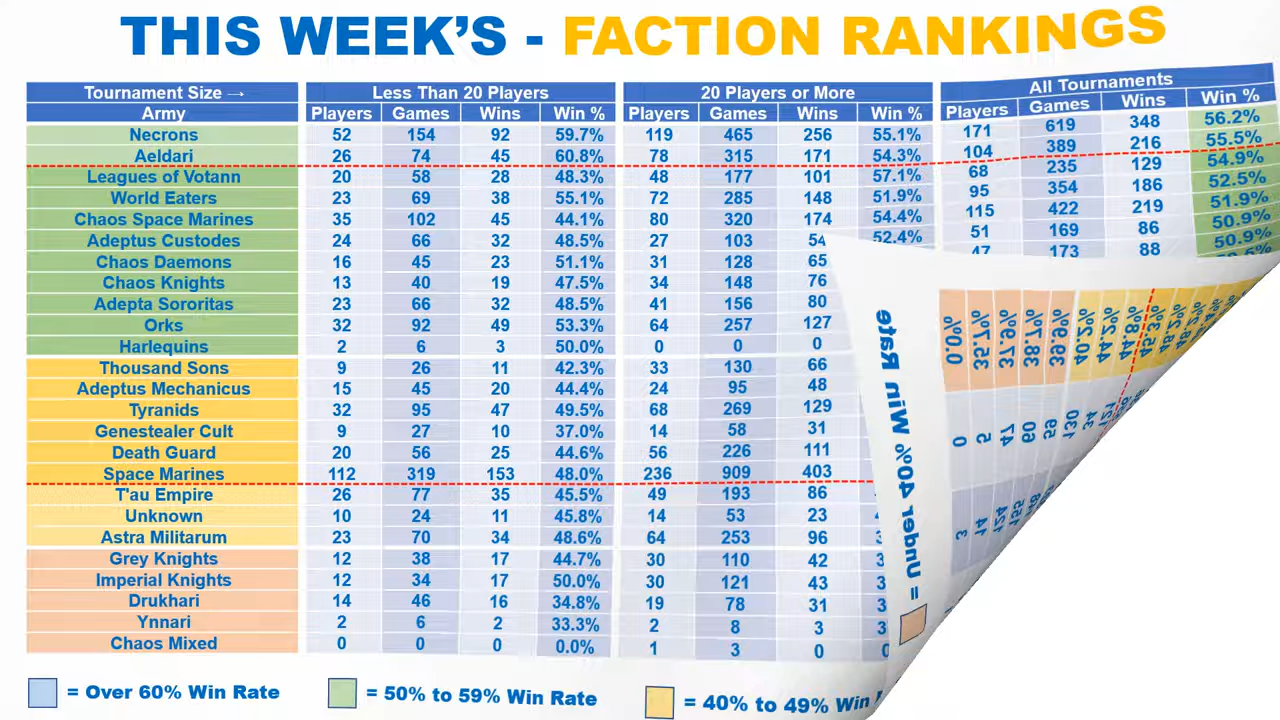 THIS WEEK'S - FACTION RANKINGS
Tournament Size → Less Than 20 Players 20 Players or More All Tournaments
Army Players Games Wins Win % Players Games Wins Win % Players Games Wins Win %
Necrons 52 154 92 59.7% 119 465 256 55.1% 171 619 348 56.2%
Aeldari 26 74 45 60.8% 78 315 171 54.3% 104 389 216 55.5%
Leagues of Votann 20 58 28 48.3% 48 177 101 57.1% 68 235 129 54.9%
World Eaters 23 69 38 55.1% 72 285 148 51.9% 95 354 186 52.5%
Chaos Space Marines 35 102 45 44.1% 80 320 174 54.4% 115 422 219 51.9%
Adeptus Custodes 24 66 32 48.5% 27 103 54 52.4% 51 169 86 50.9%
Chaos Daemons 16 45 23 51.1% 31 128 65 47 173 88 50.9%
Chaos Knights 13 40 19 47.5% 34 148 76
Adepta Sororitas 23 66 32 48.5% 41 156 80
Orks 32 92 49 53.3% 64 257 127
Harlequins 2 6 3 50.0% 0 0 0
Thousand Sons 9 26 11 42.3% 33 130 66
Adeptus Mechanicus 15 45 20 44.4% 24 95 48
Tyranids 32 95 47 49.5% 68 269 129
Genestealer Cult 9 27 10 37.0% 14 58 31
Death Guard 20 56 25 44.6% 56 226 111
Space Marines 112 319 153 48.0% 236 909 403
T'au Empire 26 77 35 45.5% 49 193 86
Unknown 10 24 11 45.8% 14 53 23
Astra Militarum 23 70 34 48.6% 64 253 96
Grey Knights 12 38 17 44.7% 30 110 42
Imperial Knights 12 34 17 50.0% 30 121 43
Drukhari 14 46 16 34.8% 19 78 31
Ynnari 2 6 2 33.3% 2 8 3
Chaos Mixed 0 0 0 0.0% 1 3 0
= Over 60% Win Rate = 50% to 59% Win Rate = 40% to 49% Win
= Under 40% Win Rate